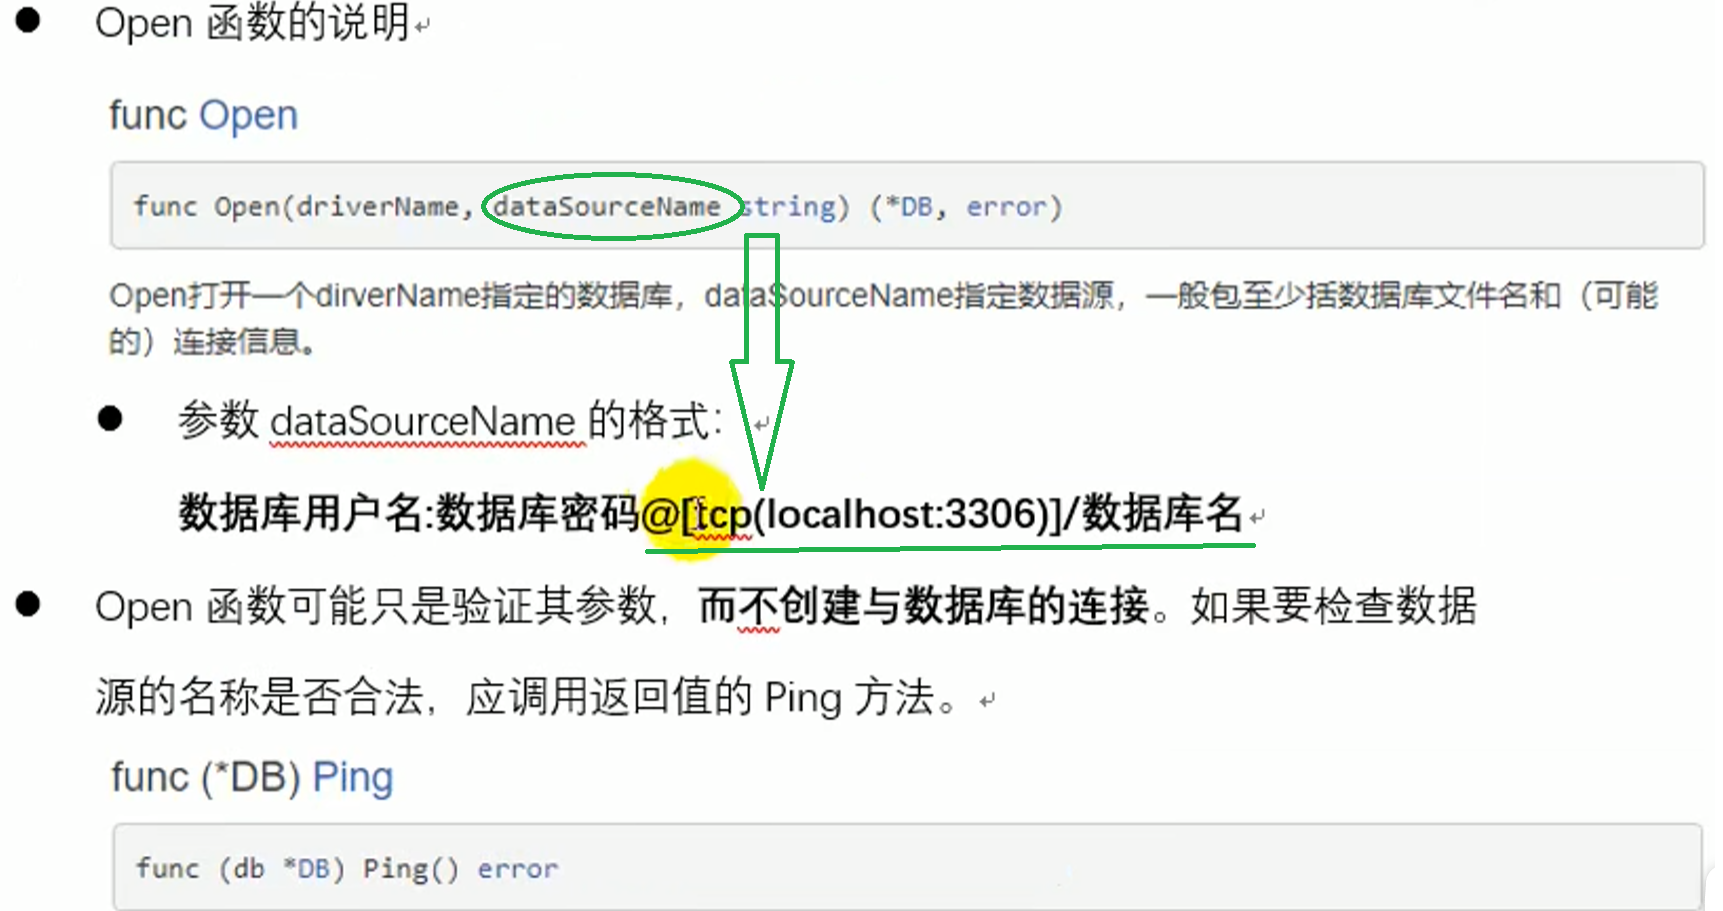 Open 函数的说明
func Open
func Open(driverName, dataSourceName string) (*DB, error)
Open打开一个dirverName指定的数据库，dataSourceName指定数据源，一般包至少括数据库文件名和（可能
的）连接信息。
参数 dataSourceName 的格式：
数据库用户名:数据库密码@[tcp(localhost:3306)]/数据库名
Open 函数可能只是验证其参数，而不创建与数据库的连接。如果要检查数据
源的名称是否合法，应调用返回值的 Ping 方法。
func (*DB) Ping
func (db *DB) Ping() error